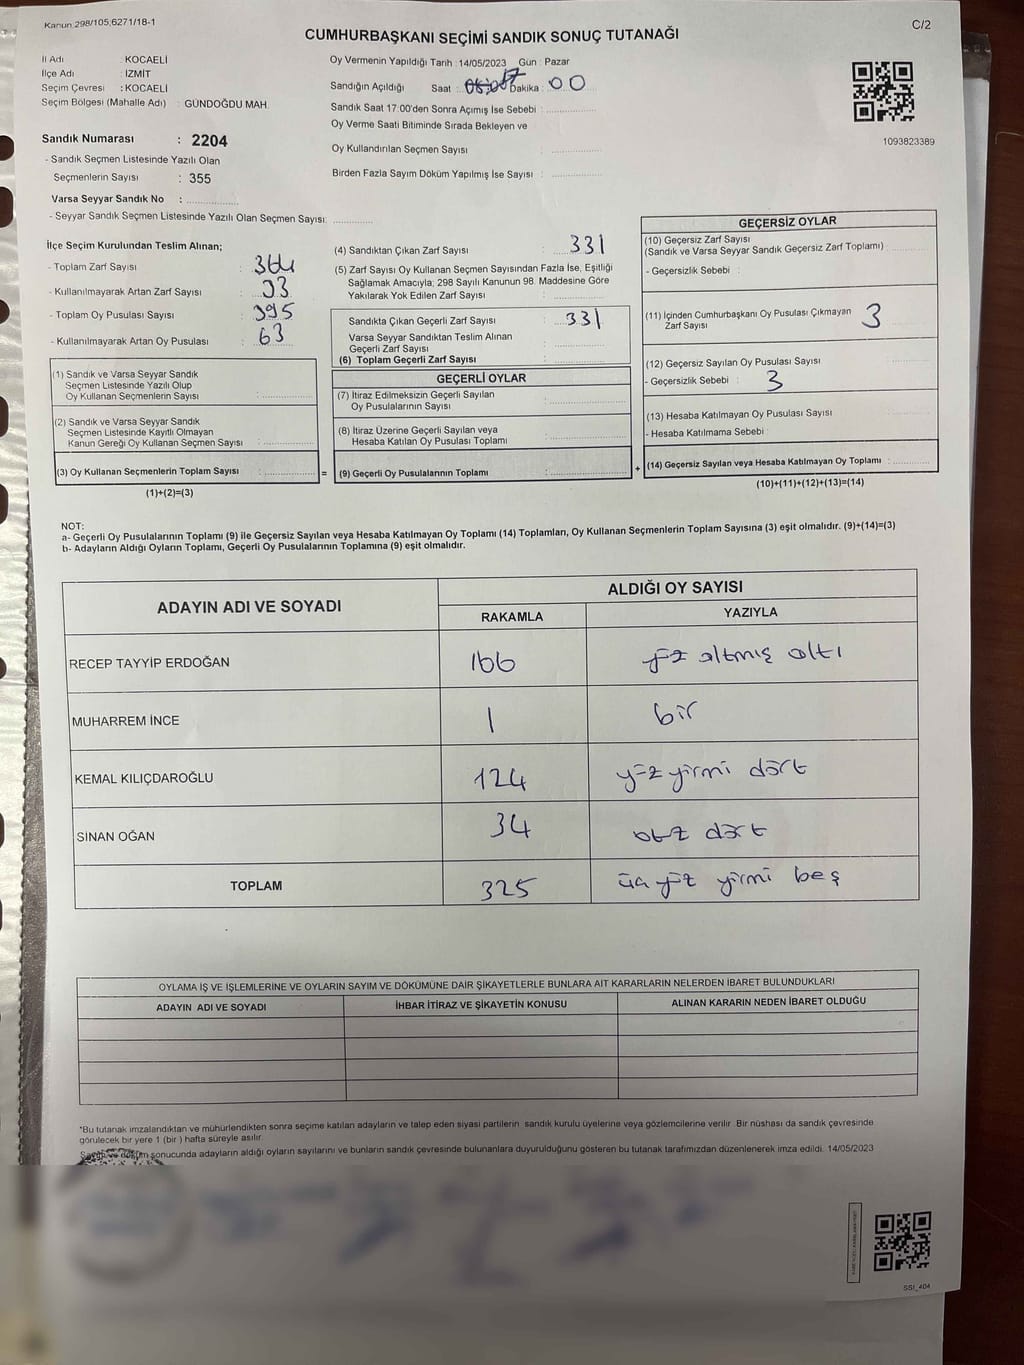 Kanun 298/105;6271/18-1
C/2
CUMHURBAŞKANI SEÇİMİ SANDIK SONUÇ TUTANAĞI
İl Adı : KOCAELİ
İlçe Adı : İZMİT
Seçim Çevresi : KOCAELİ
Seçim Bölgesi (Mahalle Adı) : GÜNDOĞDU MAH.
Sandık Numarası : 2204
- Sandık Seçmen Listesinde Yazılı Olan
Seçmenlerin Sayısı : 355
Varsa Seyyar Sandık No :
- Seyyar Sandık Seçmen Listesinde Yazılı Olan Seçmen Sayısı:
Oy Vermenin Yapıldığı Tarih : 14/05/2023 Gün : Pazar
Sandığın Açıldığı Saat : Dakika : 00
Sandık Saat 17:00'den Sonra Açımış İse Sebebi :
Oy Verme Saati Bitiminde Sırada Bekleyen ve
Oy Kullandırılan Seçmen Sayısı :
Birden Fazla Sayım Döküm Yapılmış İse Sayısı :
1093823389
İlçe Seçim Kurulundan Teslim Alınan;
- Toplam Zarf Sayısı : 364
- Kullanılmayarak Artan Zarf Sayısı : 33
- Toplam Oy Pusulası Sayısı : 395
- Kullanılmayarak Artan Oy Pusulası : 63
(1) Sandık ve Varsa Seyyar Sandık
Seçmen Listesinde Yazılı Olup
Oy Kullanan Seçmenlerin Sayısı :
(2) Sandık ve Varsa Seyyar Sandık
Seçmen Listesinde Kayıtlı Olmayan
Kanun Gereği Oy Kullanan Seçmen Sayısı :
(3) Oy Kullanan Seçmenlerin Toplam Sayısı :
(1)+(2)=(3)
=
(4) Sandıktan Çıkan Zarf Sayısı : 331
(5) Zarf Sayısı Oy Kullanan Seçmen Sayısından Fazla İse, Eşitliği
Sağlamak Amacıyla; 298 Sayılı Kanunun 98. Maddesine Göre
Yakılarak Yok Edilen Zarf Sayısı :
Sandıkta Çıkan Geçerli Zarf Sayısı : 331
Varsa Seyyar Sandıktan Teslim Alınan
Geçerli Zarf Sayısı :
(6) Toplam Geçerli Zarf Sayısı :
GEÇERLİ OYLAR
(7) İtiraz Edilmeksizin Geçerli Sayılan
Oy Pusulalarının Sayısı :
(8) İtiraz Üzerine Geçerli Sayılan veya
Hesaba Katılan Oy Pusulası Toplamı :
(9) Geçerli Oy Pusulalarının Toplamı :
+
GEÇERSİZ OYLAR
(10) Geçersiz Zarf Sayısı
(Sandık ve Varsa Seyyar Sandık Geçersiz Zarf Toplamı) :
- Geçersizlik Sebebi :
(11) İçinden Cumhurbaşkanı Oy Pusulası Çıkmayan 3
Zarf Sayısı
(12) Geçersiz Sayılan Oy Pusulası Sayısı
- Geçersizlik Sebebi : 3
(13) Hesaba Katılmayan Oy Pusulası Sayısı
- Hesaba Katılmama Sebebi
(14) Geçersiz Sayılan veya Hesaba Katılmayan Oy Toplamı :
(10)+(11)+(12)+(13)=(14)
NOT:
a- Geçerli Oy Pusulalarının Toplamı (9) ile Geçersiz Sayılan veya Hesaba Katılmayan Oy Toplamı (14) Toplamları, Oy Kullanan Seçmenlerin Toplam Sayısına (3) eşit olmalıdır. (9)+(14)=(3)
b- Adayların Aldığı Oyların Toplamı, Geçerli Oy Pusulalarının Toplamına (9) eşit olmalıdır.
ADAYIN ADI VE SOYADI
ALDIĞI OY SAYISI
RAKAMLA YAZIYLA
RECEP TAYYİP ERDOĞAN 166 yüz altmış altı
MUHARREM İNCE 1 bir
KEMAL KILIÇDAROĞLU 124 yüz yirmi dört
SİNAN OĞAN 34 otuz dört
TOPLAM 325 üç yüz yirmi beş
OYLAMA İŞ VE İŞLEMLERİNE VE OYLARIN SAYIM VE DÖKÜMÜNE DAİR ŞİKAYETLERLE BUNLARA AİT KARARLARIN NELERDEN İBARET BULUNDUKLARI
ADAYIN ADI VE SOYADI İHBAR İTİRAZ VE ŞİKAYETİN KONUSU ALINAN KARARIN NEDEN İBARET OLDUĞU
*Bu tutanak imzalandıktan ve mühürlendikten sonra seçime katılan adayların ve talep eden siyasi partilerin sandık kurulu üyelerine veya gözlemcilerine verilir. Bir nüshası da sandık çevresinde
görülecek bir yere 1 (bir ) hafta süreyle asılır.
Sayım ve döküm sonucunda adayların aldığı oyların sayılarını ve bunların sandık çevresinde bulunanlara duyurulduğunu gösteren bu tutanak tarafımızdan düzenlenerek imza edildi. 14/05/2023
SSI_404